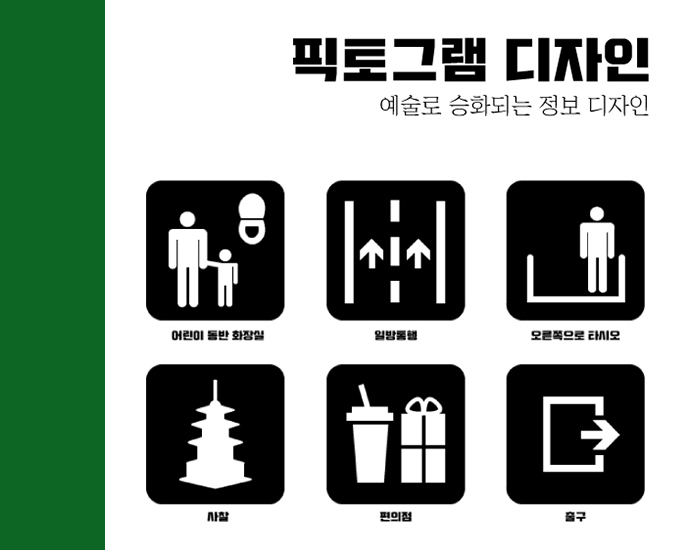 픽토그램 디자인
예술로 승화되는 정보 디자인
어린이 동반 화장실
일방통행
오른쪽으로 타시오
사찰
편의점
출구